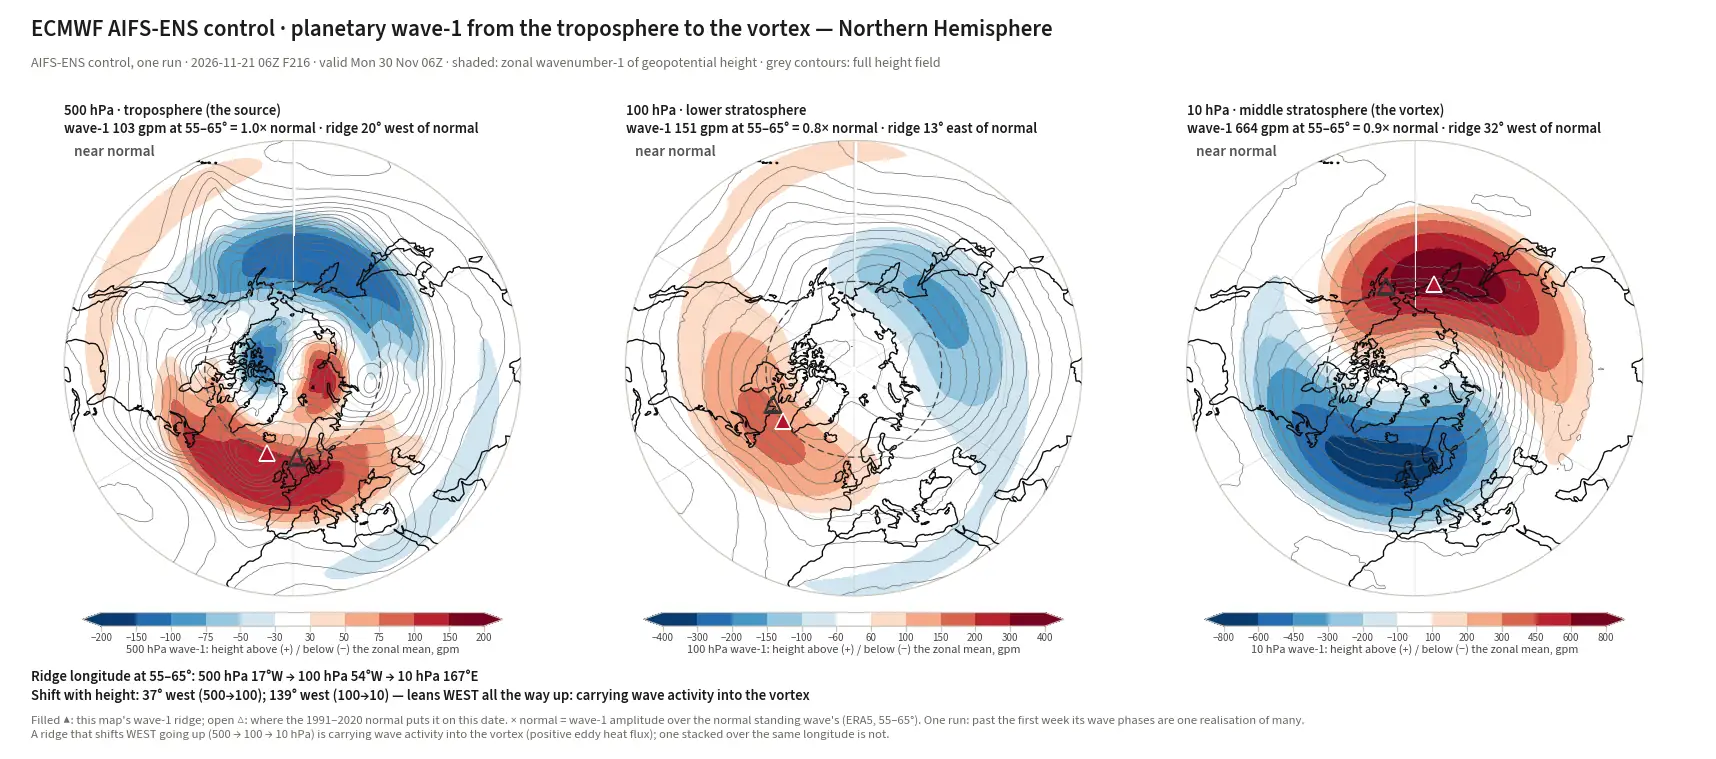 ECMWF AIFS-ENS control · planetary wave-1 from the troposphere to the vortex — Northern Hemisphere
AIFS-ENS control, one run · 2026-11-21 06Z F216 · valid Mon 30 Nov 06Z · shaded: zonal wavenumber-1 of geopotential height · grey contours: full height field
500 hPa · troposphere (the source)
wave-1 103 gpm at 55–65° = 1.0× normal · ridge 20° west of normal
near normal
100 hPa · lower stratosphere
wave-1 151 gpm at 55–65° = 0.8× normal · ridge 13° east of normal
near normal
10 hPa · middle stratosphere (the vortex)
wave-1 664 gpm at 55–65° = 0.9× normal · ridge 32° west of normal
near normal
−200 −150 −100 −75 −50 −30 30 50 75 100 150 200
500 hPa wave-1: height above (+) / below (−) the zonal mean, gpm
−400 −300 −200 −150 −100 −60 60 100 150 200 300 400
100 hPa wave-1: height above (+) / below (−) the zonal mean, gpm
−800 −600 −450 −300 −200 −100 100 200 300 450 600 800
10 hPa wave-1: height above (+) / below (−) the zonal mean, gpm
Ridge longitude at 55–65°: 500 hPa 17°W → 100 hPa 54°W → 10 hPa 167°E
Shift with height: 37° west (500→100); 139° west (100→10) — leans WEST all the way up: carrying wave activity into the vortex
Filled ▲: this map's wave-1 ridge; open △: where the 1991–2020 normal puts it on this date. × normal = wave-1 amplitude over the normal standing wave's (ERA5, 55–65°). One run: past the first week its wave phases are one realisation of many.
A ridge that shifts WEST going up (500 → 100 → 10 hPa) is carrying wave activity into the vortex (positive eddy heat flux); one stacked over the same longitude is not.